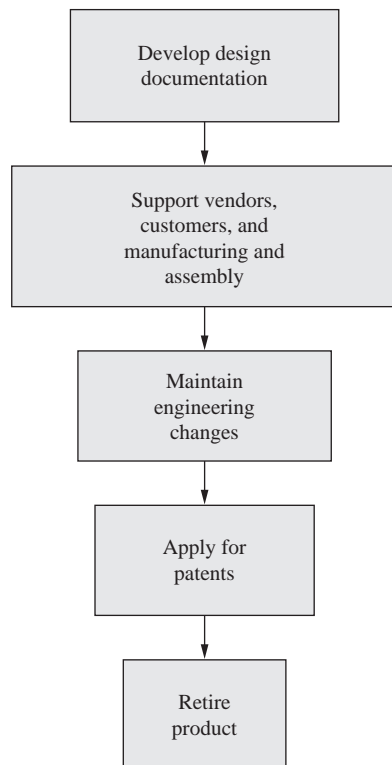 Develop design
documentation
Support vendors,
customers, and
manufacturing and
assembly
Maintain
engineering
changes
Apply for
patents
Retire
product